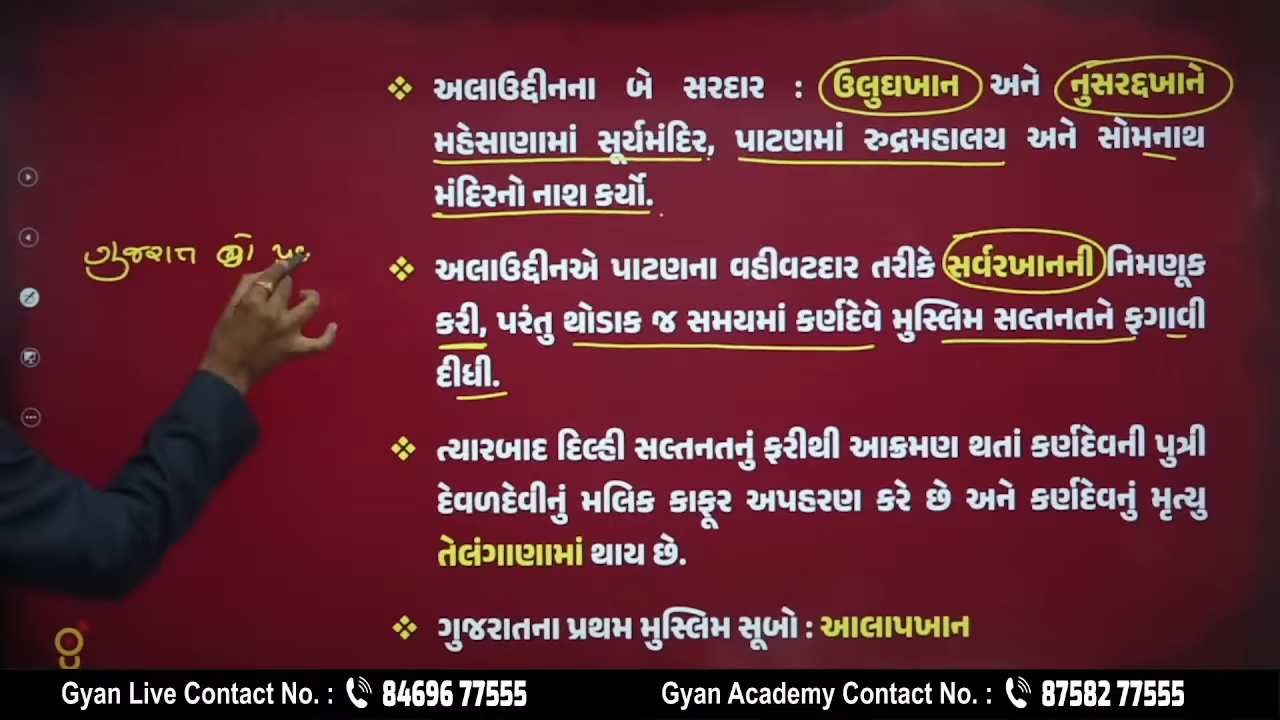 અલાઉદ્દીનના બે સરદાર : ઉલુઘખાન અને નુસરદ્દખાને
મહેસાણામાં સૂર્યમંદિર, પાટણમાં રુદ્રમહાલય અને સોમનાથ
મંદિરનો નાશ કર્યો.
ગુજરાત
અલાઉદ્દીનએ પાટણના વહીવટદાર તરીકે સર્વરખાનની નિમણૂક
કરી, પરંતુ થોડાક જ સમયમાં કર્ણદેવે મુસ્લિમ સલ્તનતને ફગાવી
દીધી.
ત્યારબાદ દિલ્હી સલ્તનતનું ફરીથી આક્રમણ થતાં કર્ણદેવની પુત્રી
દેવળદેવીનું મલિક કાફૂર અપહરણ કરે છે અને કર્ણદેવનું મૃત્યુ
તેલંગાણામાં થાય છે.
ગુજરાતના પ્રથમ મુસ્લિમ સૂબો : આલાપખાન
Gyan Live Contact No. : 84696 77555
Gyan Academy Contact No. : 87582 77555